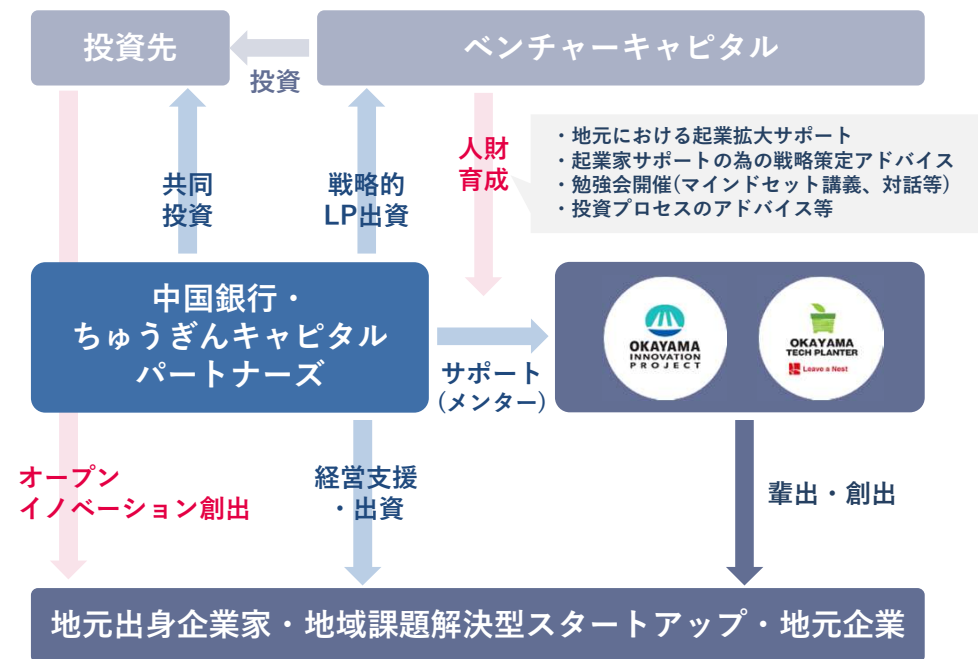 投資先
ベンチャーキャピタル
投資
共同
投資
戦略的
LP出資
人財
育成
・地元における起業拡大サポート
・起業家サポートの為の戦略策定アドバイス
・勉強会開催(マインドセット講義、対話等)
・投資プロセスのアドバイス等
中国銀行・
ちゅうぎんキャピタル
パートナーズ
サポート
(メンター)
OKAYAMA
INNOVATION
PROJECT
OKAYAMA
TECH PLANTER
Leave a Nest
オープン
イノベーション創出
経営支援
・出資
輩出・創出
地元出身企業家・地域課題解決型スタートアップ・地元企業